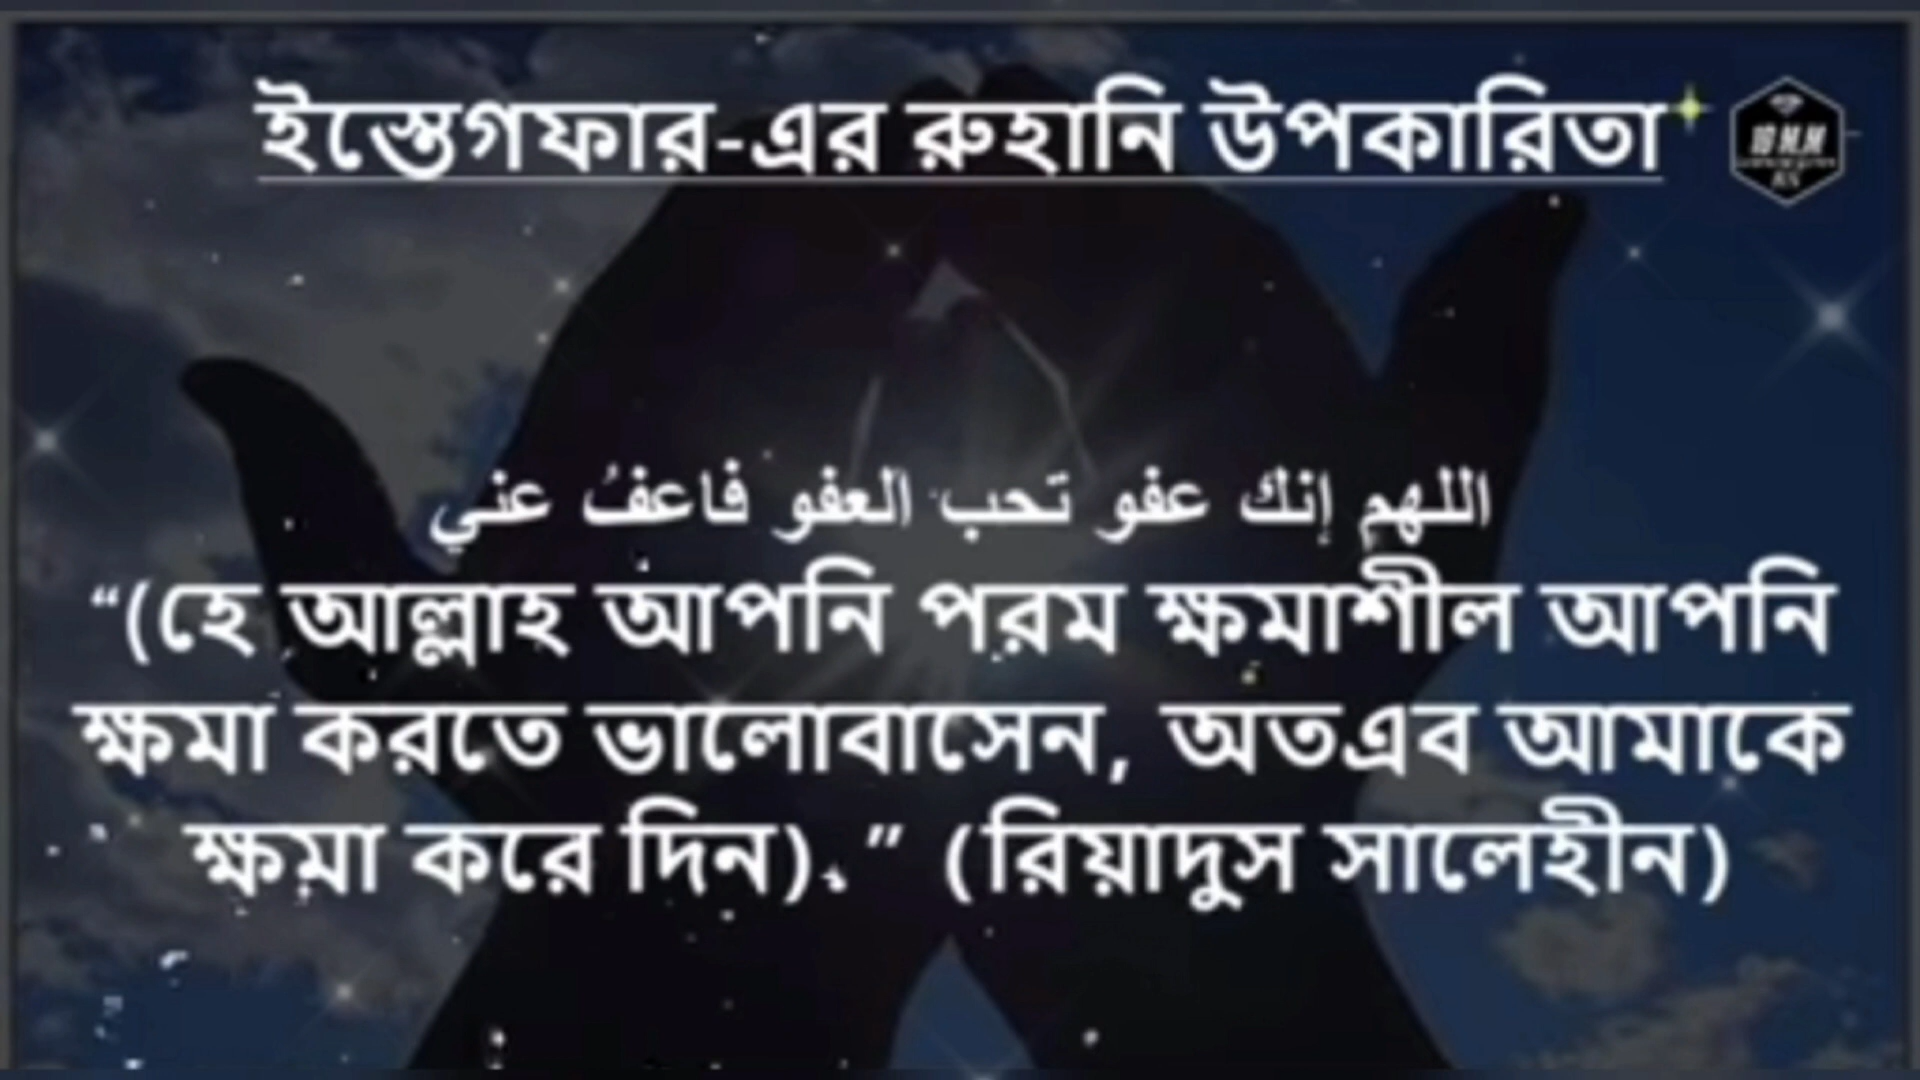 ইস্তেগফার-এর রুহানি উপকারিতা
اللهم إنك عفو تحب العفو فاعفُ عني
“(হে আল্লাহ আপনি পরম ক্ষমাশীল আপনি
ক্ষমা করতে ভালোবাসেন, অতএব আমাকে
ক্ষমা করে দিন)।” (রিয়াদুস সালেহীন)